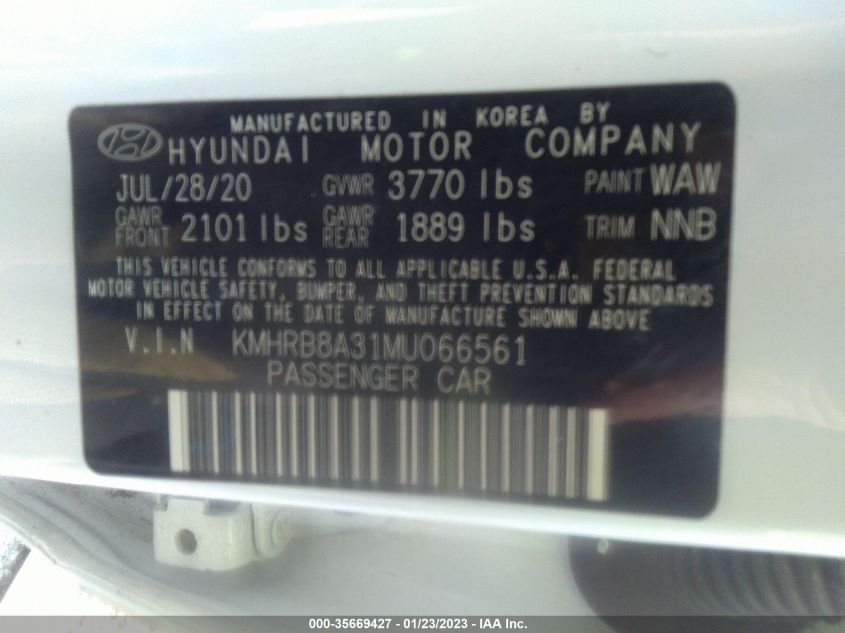 MANUFACTURED IN KOREA BY
HYUNDAI MOTOR COMPANY
JUL/28/20 GVWR 3770 lbs PAINT WAW
GAWR FRONT 2101 lbs GAWR REAR 1889 lbs TRIM NNB
THIS VEHICLE CONFORMS TO ALL APPLICABLE U.S.A. FEDERAL
MOTOR VEHICLE SAFETY, BUMPER, AND THEFT PREVENTION STANDARDS
IN EFFECT ON THE DATE OF MANUFACTURE SHOWN ABOVE
V.I.N KMHRB8A31MU066561
PASSENGER CAR
000-35669427 - 01/23/2023 - IAA Inc.